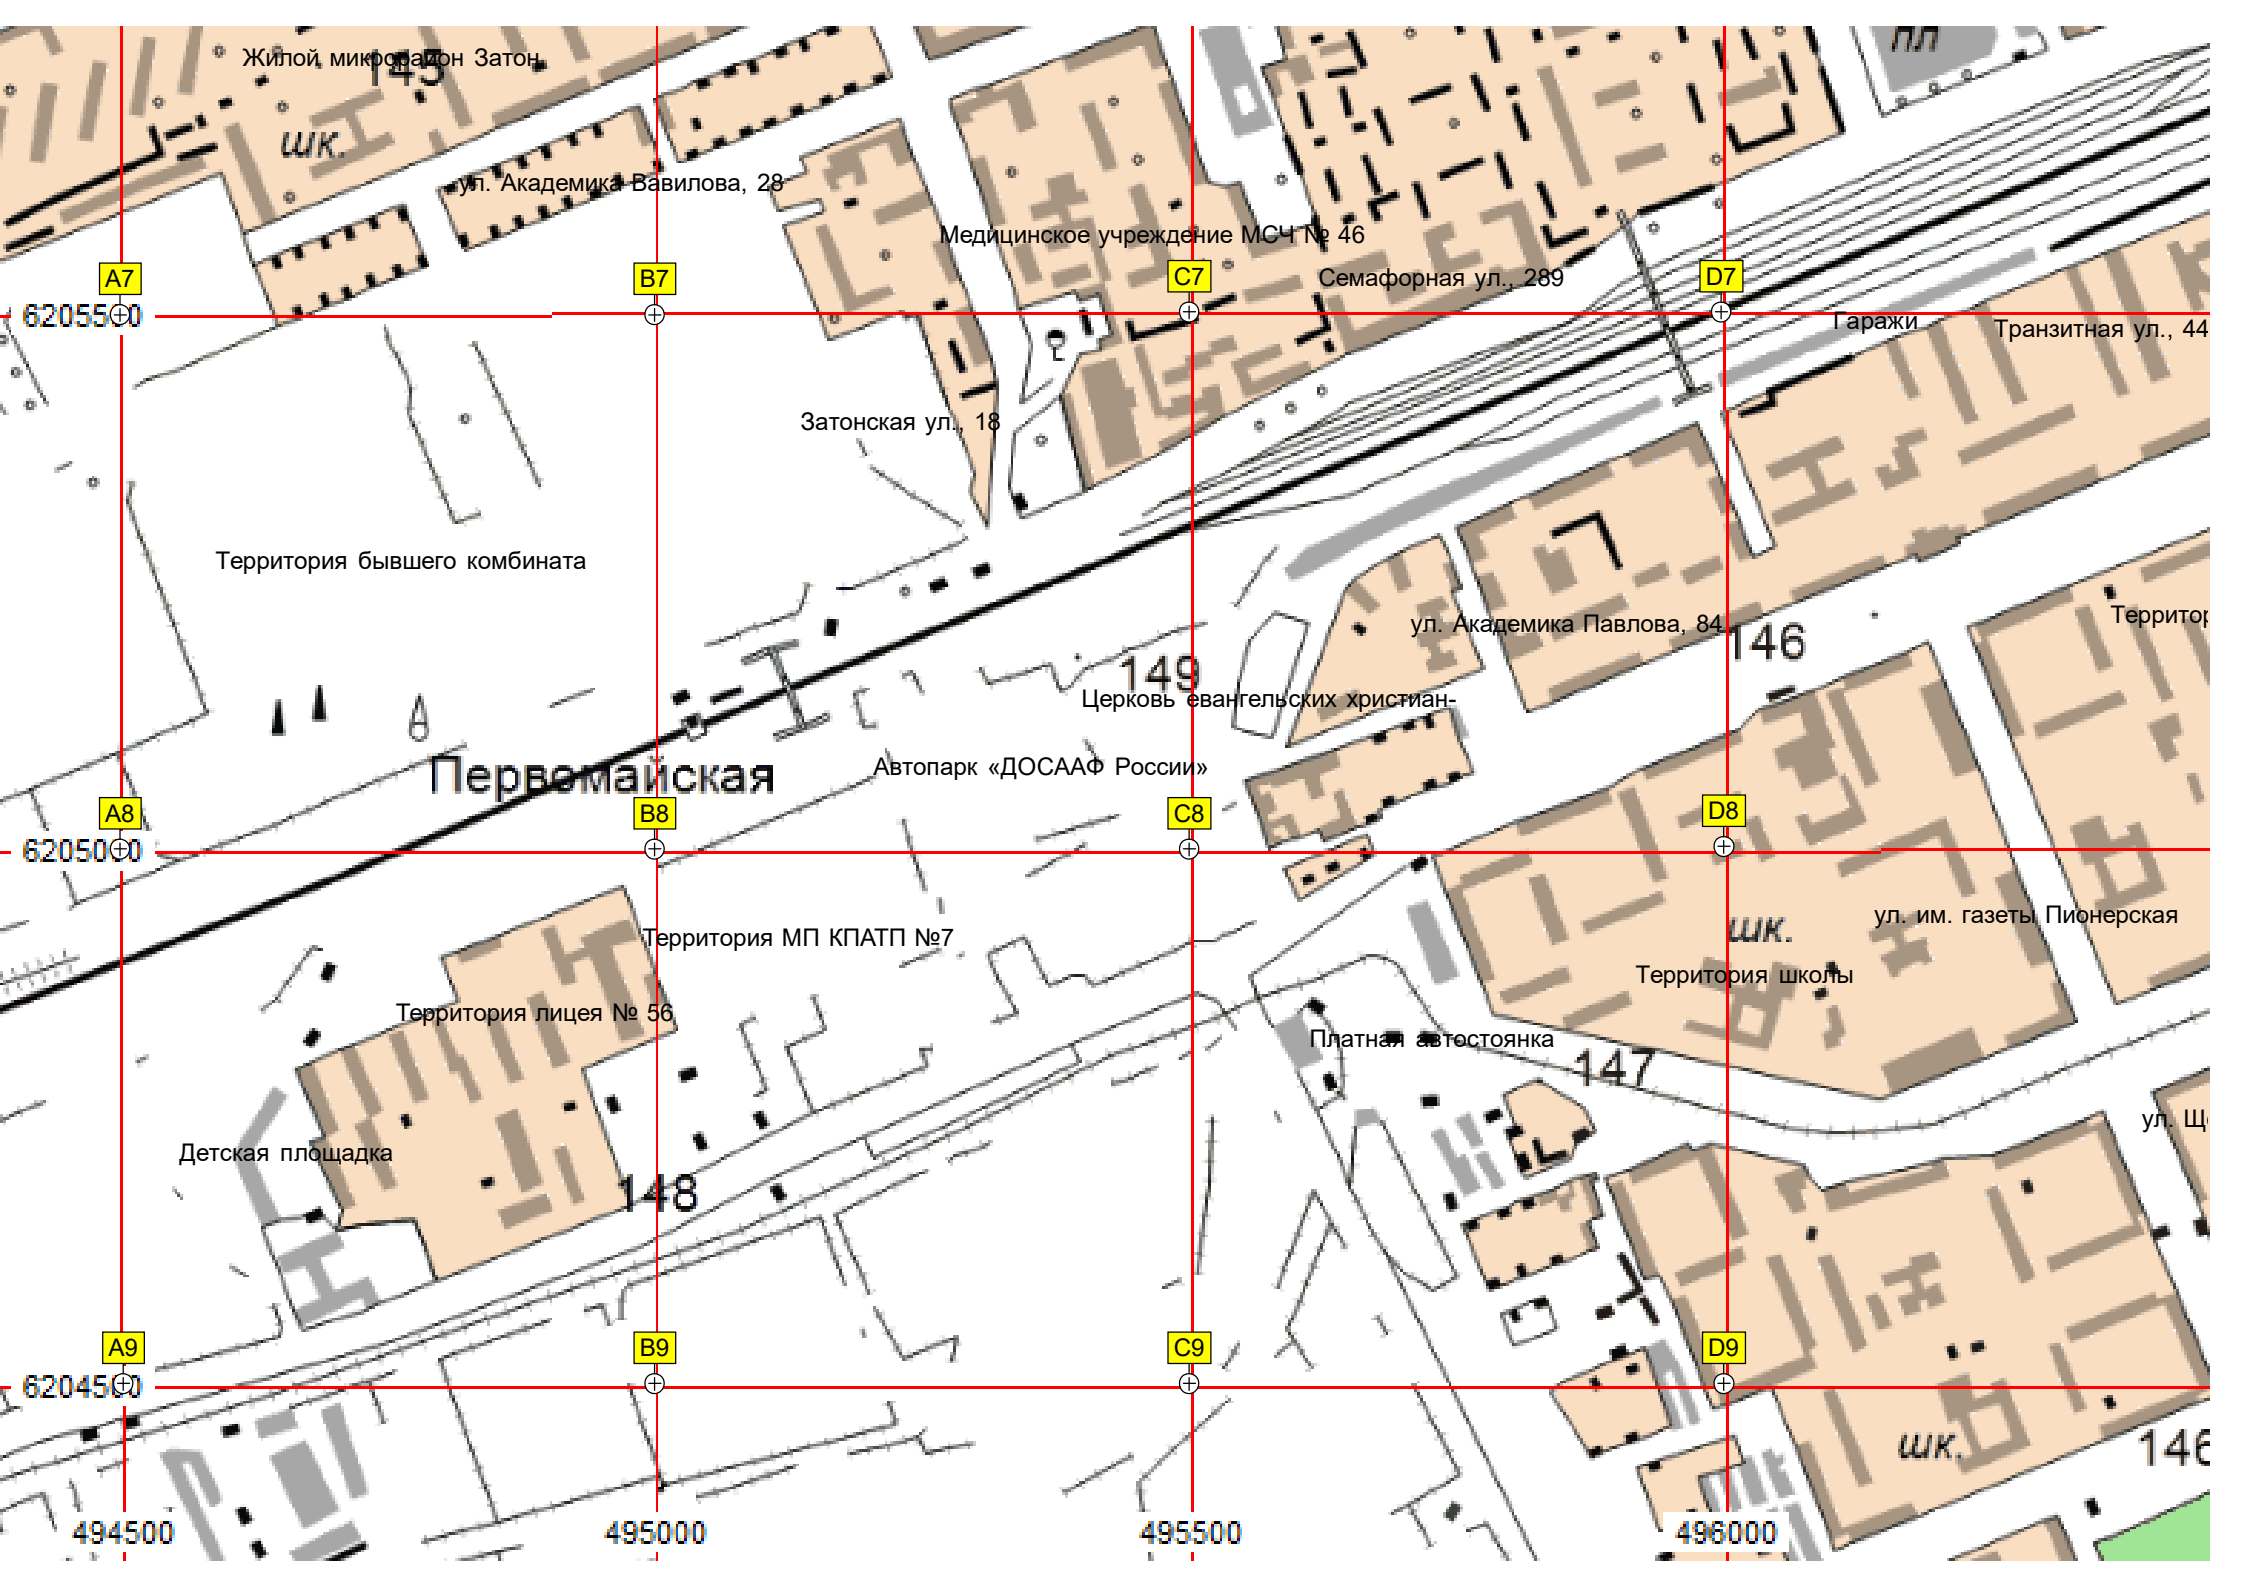 пл
Жилой микрорайон Затон
145
шк.
ул. Академика Вавилова, 28
Медицинское учреждение МСЧ № 46
A7
B7
C7
Семафорная ул., 289
D7
6205500
Гаражи
Транзитная ул., 44
Затонская ул., 18
Территория бывшего комбината
Территор
ул. Академика Павлова, 84
146
149
Церковь евангельских христиан-
Первомайская
Автопарк «ДОСААФ России»
A8
B8
C8
D8
6205000
ул. им. газеты Пионерская
шк.
Территория МП КПАТП №7
Территория школы
Территория лицея № 56
Платная автостоянка
147
ул. Щ
Детская площадка
148
A9
B9
C9
D9
6204500
шк.
146
494500
495000
495500
496000